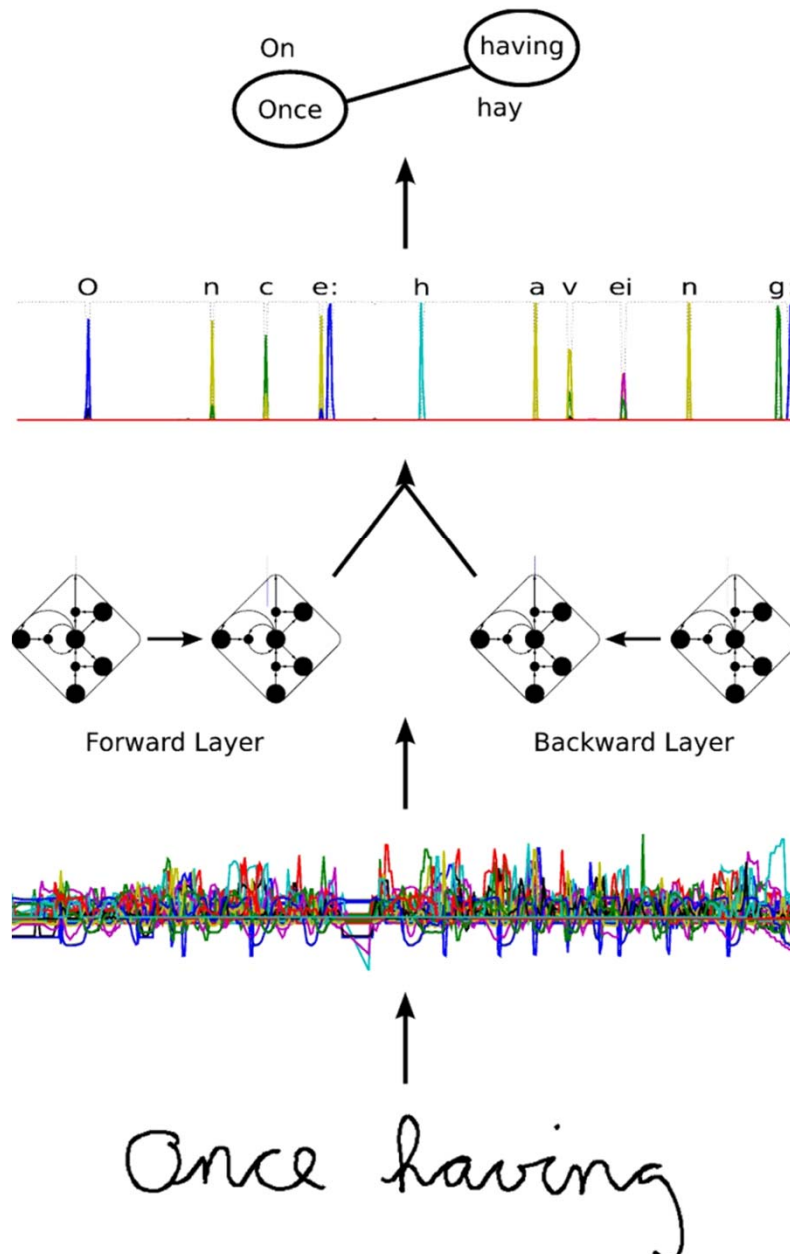 On having
Once hay
O n c e: h a v ei n g
Forward Layer Backward Layer
Once having